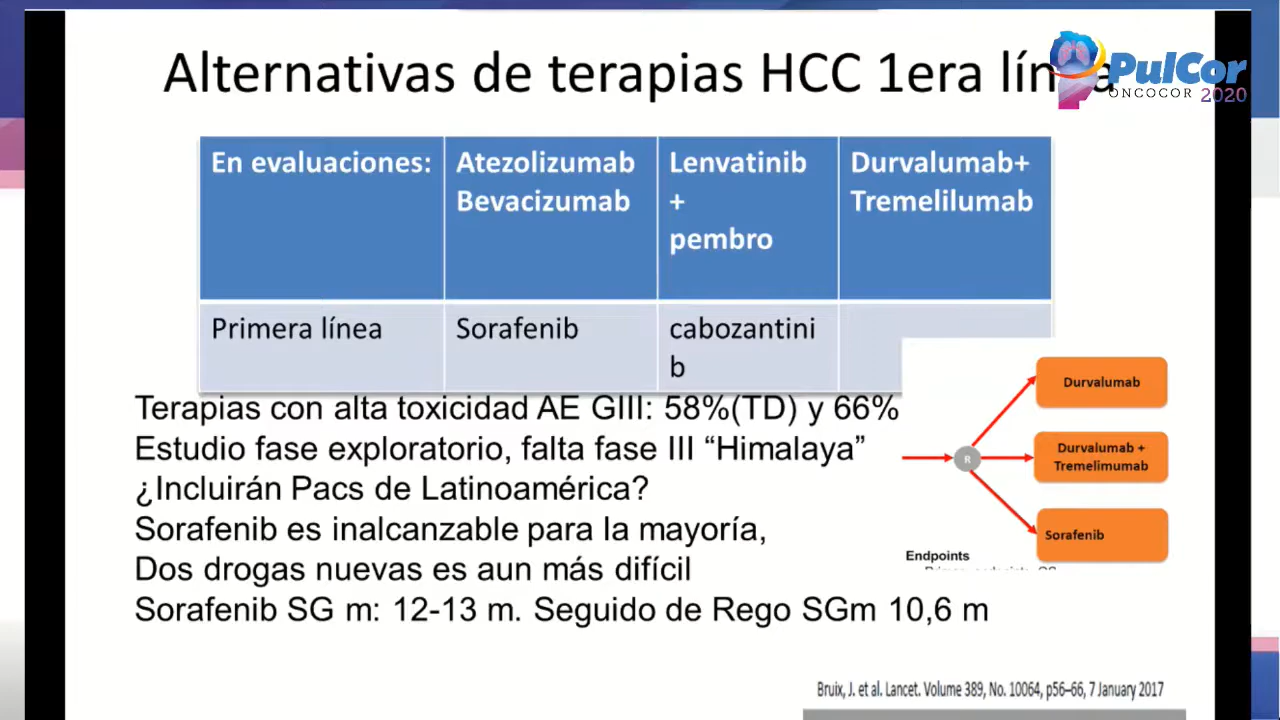 Alternativas de terapias HCC 1era línea
PulCor
ONCOCOR 2020
En evaluaciones:
Atezolizumab
Bevacizumab
Lenvatinib
+
pembro
Durvalumab+
Tremelilumab
Primera línea
Sorafenib
cabozantini
b
Terapias con alta toxicidad AE GIII: 58%(TD) y 66%
Estudio fase exploratorio, falta fase III “Himalaya”
¿Incluirán Pacs de Latinoamérica?
Sorafenib es inalcanzable para la mayoría,
Dos drogas nuevas es aun más difícil
Sorafenib SG m: 12-13 m. Seguido de Rego SGm 10,6 m
R
Durvalumab
Durvalumab +
Tremelimumab
Sorafenib
Endpoints
Bruix, J. et al. Lancet. Volume 389, No. 10064, p56–66, 7 January 2017